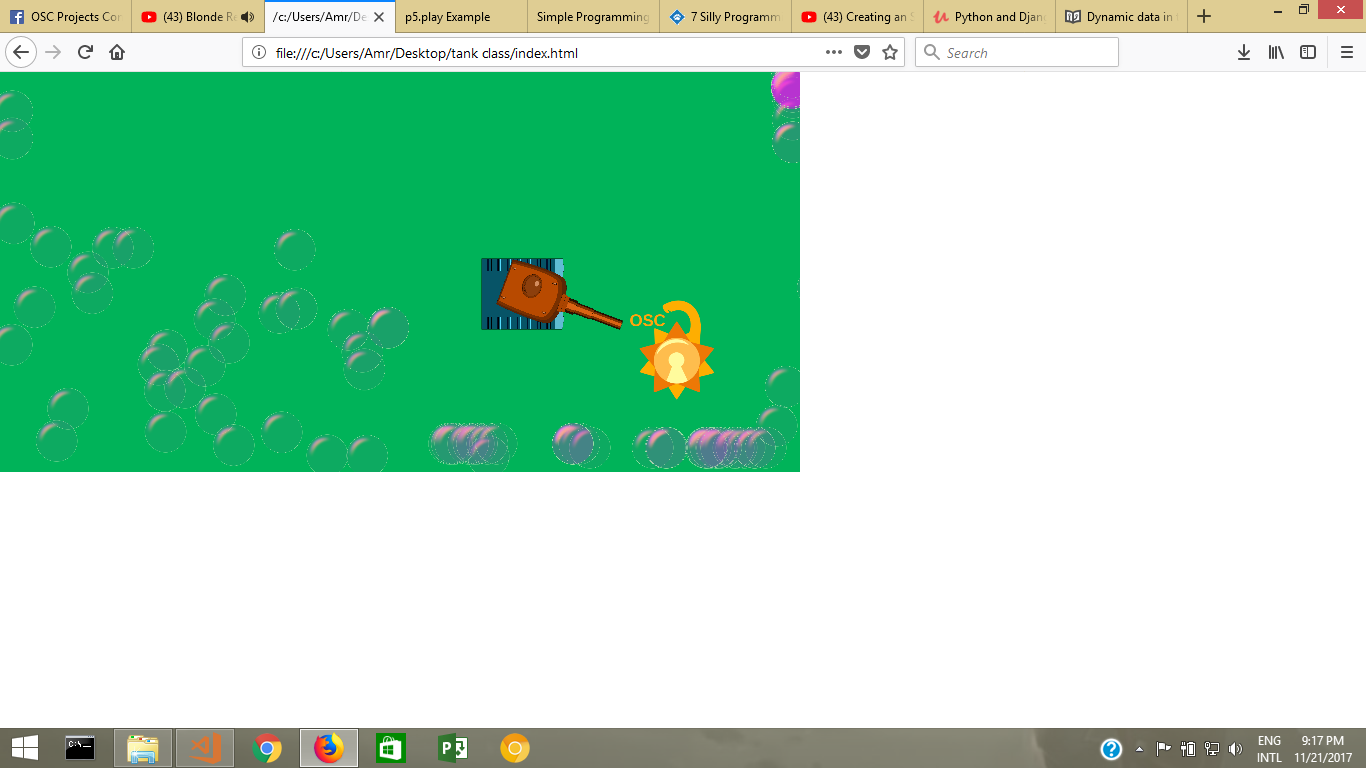 OSC Projects Cor
(43) Blonde Re
/c:/Users/Amr/De
p5.play Example
Simple Programming
7 Silly Programm
(43) Creating an S
Python and Djan
Dynamic data in
file:///c:/Users/Amr/Desktop/tank class/index.html
Search
OSC
C:\_
ENG
INTL
9:17 PM
11/21/2017